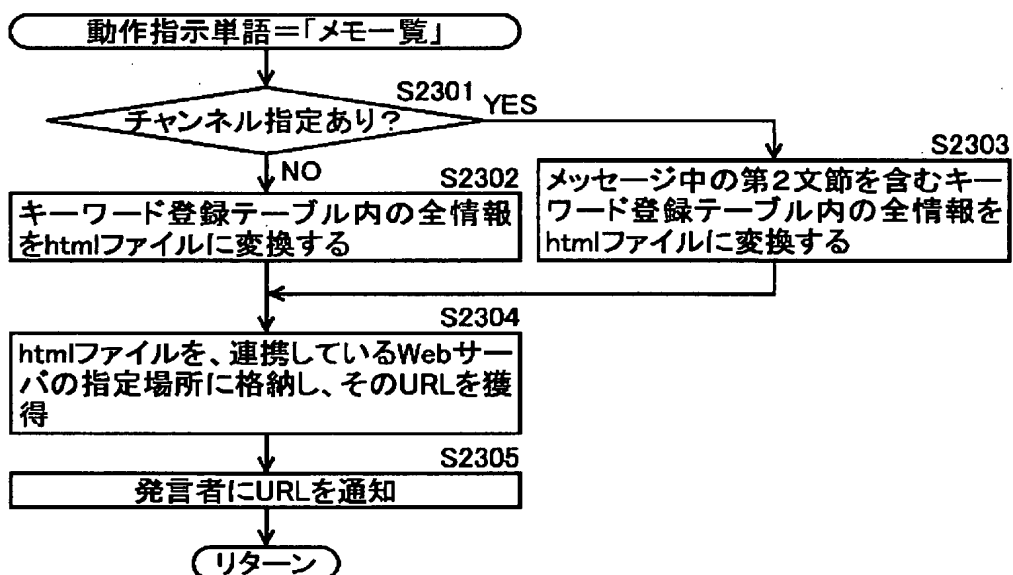 動作指示単語=「メモ一覧」
S2301
チャンネル指定あり?
YES
NO
S2302
キーワード登録テーブル内の全情報
をhtmlファイルに変換する
S2303
メッセージ中の第2文節を含むキー
ワード登録テーブル内の全情報を
htmlファイルに変換する
S2304
htmlファイルを、連携しているWebサー
バの指定場所に格納し、そのURLを獲
得
S2305
発言者にURLを通知
リターン